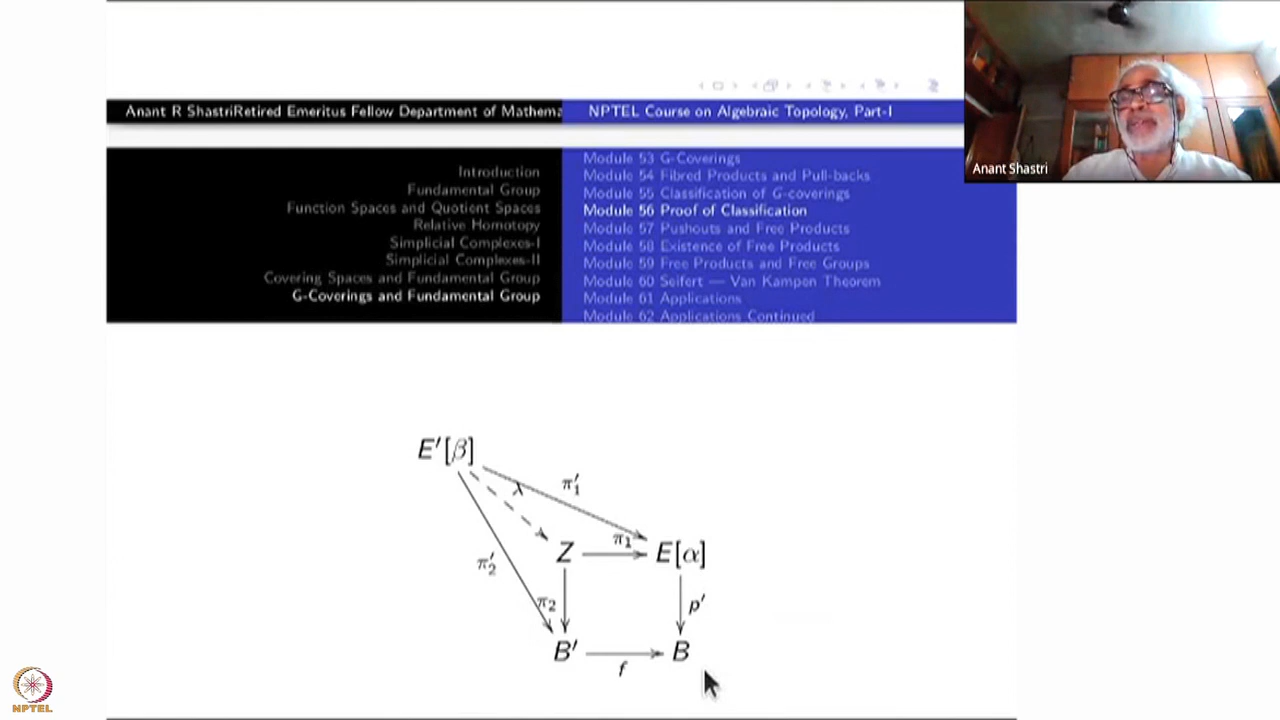 Anant R ShastriRetired Emeritus Fellow Department of Mathema
NPTEL Course on Algebraic Topology, Part-I
Introduction
Fundamental Group
Function Spaces and Quotient Spaces
Relative Homotopy
Simplicial Complexes-I
Simplicial Complexes-II
Covering Spaces and Fundamental Group
G-Coverings and Fundamental Group
Module 53 G-Coverings
Module 54 Fibred Products and Pull-backs
Module 55 Classification of G-coverings
Module 56 Proof of Classification
Module 57 Pushouts and Free Products
Module 58 Existence of Free Products
Module 59 Free Products and Free Groups
Module 60 Seifert — Van Kampen Theorem
Module 61 Applications
Module 62 Applications Continued
Anant Shastri
E′[β]
λ π′₁
π′₂
Z π₁ E[α]
π₂ p′
B′ f B
NPTEL